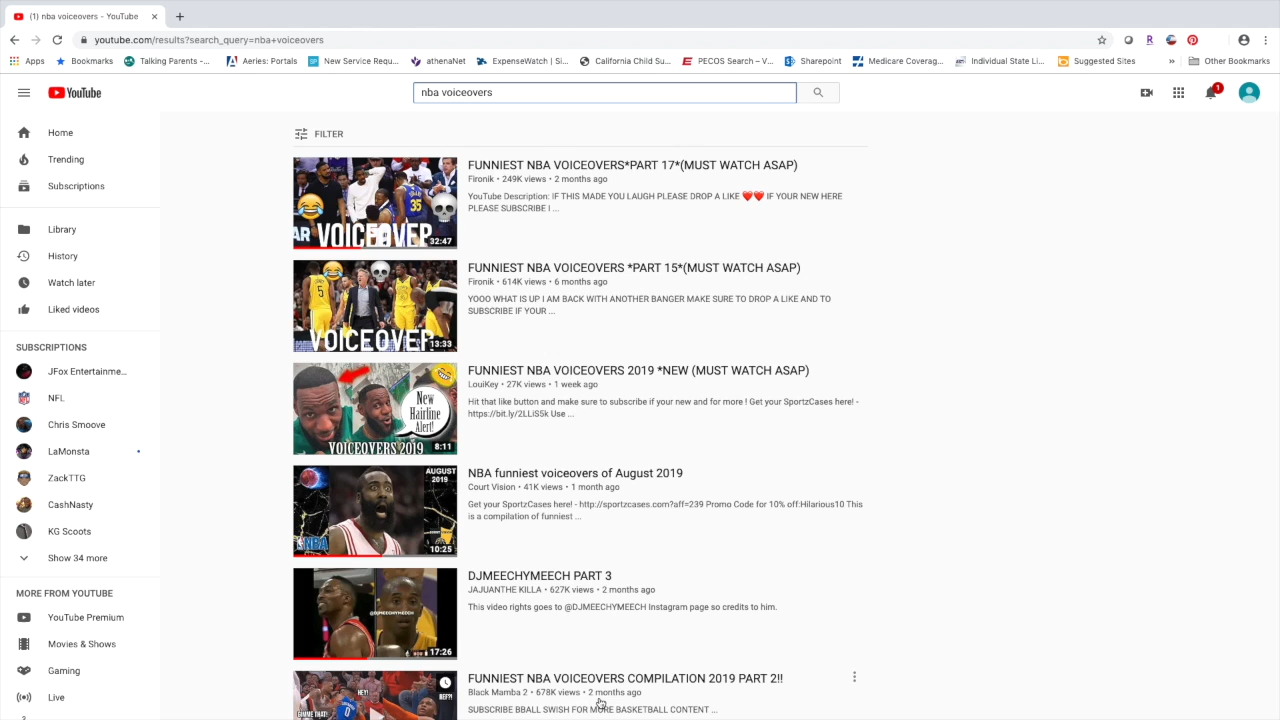 (1) nba voiceovers - YouTube
youtube.com/results?search_query=nba+voiceovers
Apps Bookmarks Talking Parents -... Aeries: Portals New Service Requ... athenaNet ExpenseWatch | Si... California Child Su... PECOS Search – V... Sharepoint Medicare Coverag... Individual State Li... Suggested Sites » Other Bookmarks
YouTube
nba voiceovers
1
Home
Trending
Subscriptions
Library
History
Watch later
Liked videos
SUBSCRIPTIONS
JFox Entertainme...
NFL
Chris Smoove
LaMonsta
ZackTTG
CashNasty
KG Scoots
Show 34 more
MORE FROM YOUTUBE
YouTube Premium
Movies & Shows
Gaming
Live
FILTER
35
VOICEOVER
32:47
FUNNIEST NBA VOICEOVERS*PART 17*(MUST WATCH ASAP)
Fironik • 249K views • 2 months ago
YouTube Description: IF THIS MADE YOU LAUGH PLEASE DROP A LIKE ❤️❤️ IF YOUR NEW HERE
PLEASE SUBSCRIBE I ...
5
VOICEOVER
13:33
FUNNIEST NBA VOICEOVERS *PART 15*(MUST WATCH ASAP)
Fironik • 614K views • 6 months ago
YOOO WHAT IS UP I AM BACK WITH ANOTHER BANGER MAKE SURE TO DROP A LIKE AND TO
SUBSCRIBE IF YOUR ...
New
Hairline
Alert!
VOICEOVERS 2019
8:11
FUNNIEST NBA VOICEOVERS 2019 *NEW (MUST WATCH ASAP)
LouiKey • 27K views • 1 week ago
Hit that like button and make sure to subscribe if your new and for more ! Get your SportzCases here! -
https://bit.ly/2LLiS5k Use ...
AUGUST
2019
NBA
10:25
NBA funniest voiceovers of August 2019
Court Vision • 41K views • 1 month ago
Get your SportzCases here! - http://sportzcases.com?aff=239 Promo Code for 10% off:Hilarious10 This
is a compilation of funniest ...
@DJMEECHYMEECH
17:26
DJMEECHYMEECH PART 3
JAJUANTHE KILLA • 627K views • 2 months ago
This video rights goes to @DJMEECHYMEECH Instagram page so credits to him.
HEY!
REF?!
GIMME THAT!
0
FUNNIEST NBA VOICEOVERS COMPILATION 2019 PART 2!!
Black Mamba 2 • 678K views • 2 months ago
SUBSCRIBE BBALL SWISH FOR MORE BASKETBALL CONTENT ...